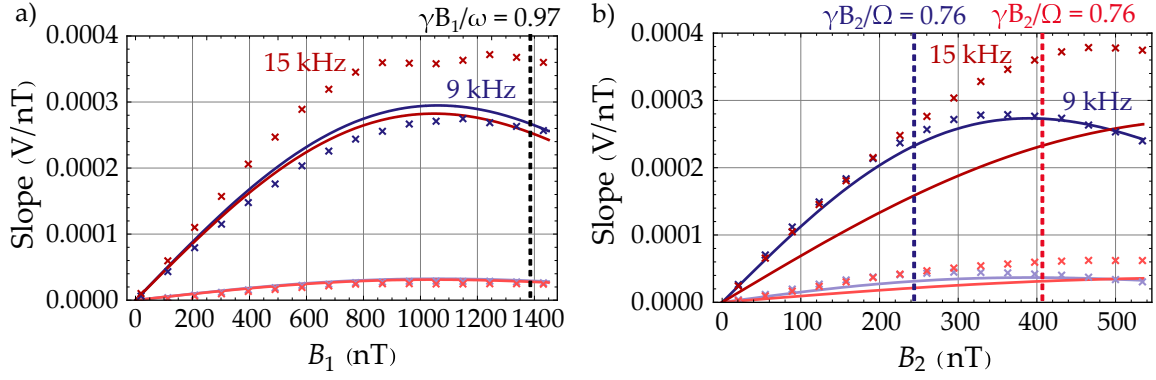 a)
γB₁/ω = 0.97
Slope (V/nT)
0.0004
0.0003
0.0002
0.0001
0.0000
15 kHz
9 kHz
0
200
400
600
800
1000
1200
1400
B₁ (nT)
b)
γB₂/Ω = 0.76
γB₂/Ω = 0.76
Slope (V/nT)
0.0004
0.0003
0.0002
0.0001
0.0000
15 kHz
9 kHz
0
100
200
300
400
500
B₂ (nT)